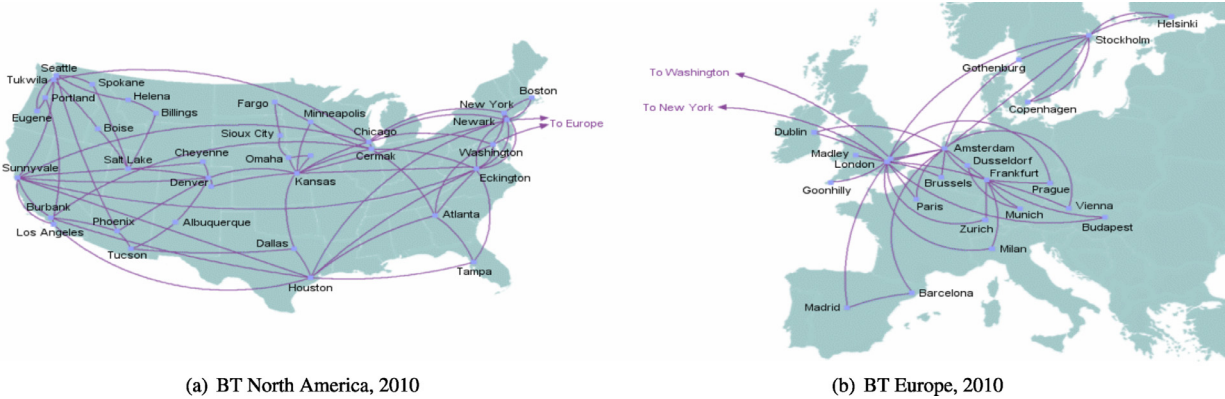 Seattle
Tukwila
Spokane
Portland
Helena
Eugene
Billings
Boise
Salt Lake
Cheyenne
Sunnyvale
Denver
Burbank
Los Angeles
Phoenix
Albuquerque
Tucson
Fargo
Minneapolis
Sioux City
Omaha
Kansas
Dallas
Houston
Chicago
Cermak
Boston
New York
Newark
To Europe
Washington
Eckington
Atlanta
Tampa
(a) BT North America, 2010
Helsinki
Stockholm
Gothenburg
To Washington
To New York
Copenhagen
Dublin
Madley
London
Goonhilly
Amsterdam
Dusseldorf
Frankfurt
Brussels
Prague
Paris
Munich
Vienna
Zurich
Budapest
Milan
Madrid
Barcelona
(b) BT Europe, 2010